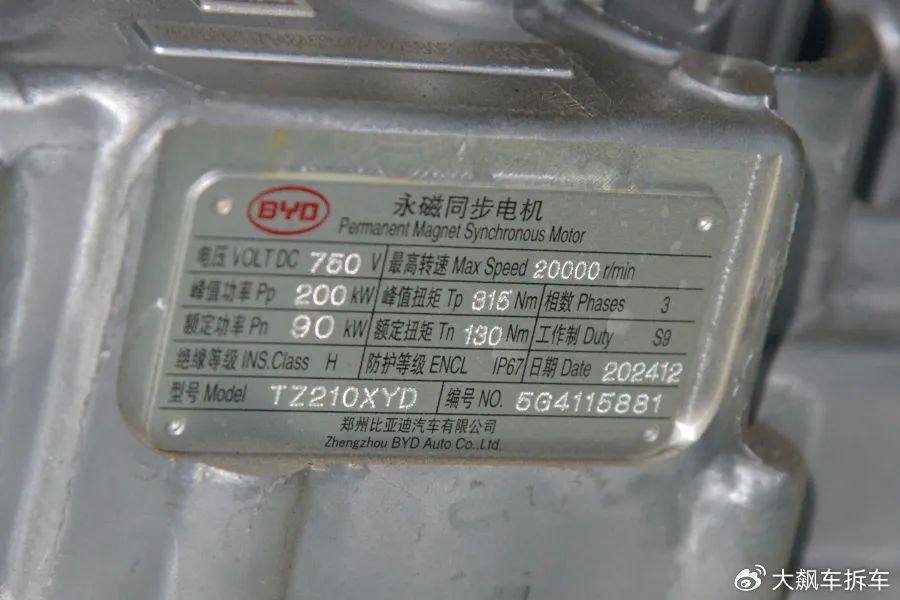 BYD 永磁同步电机
Permanent Magnet Synchronous Motor
电压 VOLT DC 750 V 最高转速 Max Speed 20000 r/min
峰值功率 Pp 200 kW 峰值扭矩 Tp 315 Nm 相数 Phases 3
额定功率 Pn 90 kW 额定扭矩 Tn 130 Nm 工作制 Duty S9
绝缘等级 INS.Class H 防护等级 ENCL IP67 日期 Date 202412
型号 Model TZ210XYD 编号 NO. 5G4115881
郑州比亚迪汽车有限公司
Zhengzhou BYD Auto Co.,Ltd.
大飙车拆车